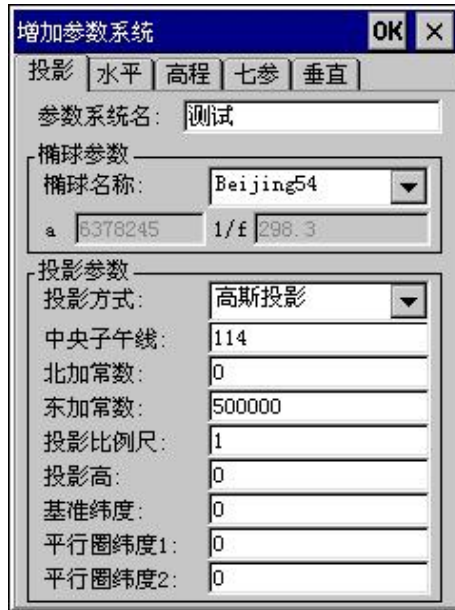 增加参数系统 OK ×
投影 水平 高程 七参 垂直
参数系统名: 测试
椭球参数
椭球名称: Beijing54
a 6378245 1/f 298.3
投影参数
投影方式: 高斯投影
中央子午线: 114
北加常数: 0
东加常数: 500000
投影比例尺: 1
投影高: 0
基准纬度: 0
平行圈纬度1: 0
平行圈纬度2: 0